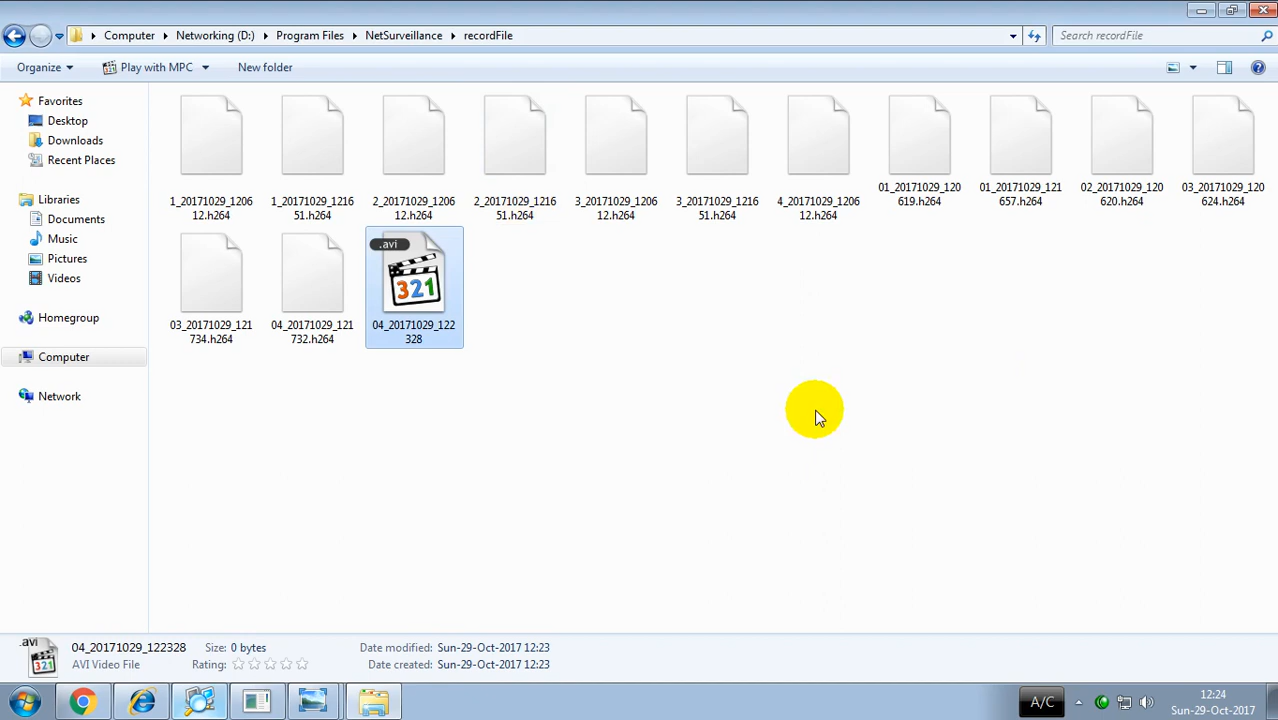 Computer
Networking (D:)
Program Files
NetSurveillance
recordFile
Search recordFile
Organize
Play with MPC
New folder
Favorites
Desktop
Downloads
Recent Places
Libraries
Documents
Music
Pictures
Videos
Homegroup
Computer
Network
1_20171029_1206
12.h264
1_20171029_1216
51.h264
2_20171029_1206
12.h264
2_20171029_1216
51.h264
3_20171029_1206
12.h264
3_20171029_1216
51.h264
4_20171029_1206
12.h264
01_20171029_120
619.h264
01_20171029_121
657.h264
02_20171029_120
620.h264
03_20171029_120
624.h264
03_20171029_121
734.h264
04_20171029_121
732.h264
.avi
321
04_20171029_122
328
.avi
321
04_20171029_122328
Size: 0 bytes
Date modified: Sun-29-Oct-2017 12:23
AVI Video File
Rating:
Date created: Sun-29-Oct-2017 12:23
A/C
12:24
Sun-29-Oct-2017